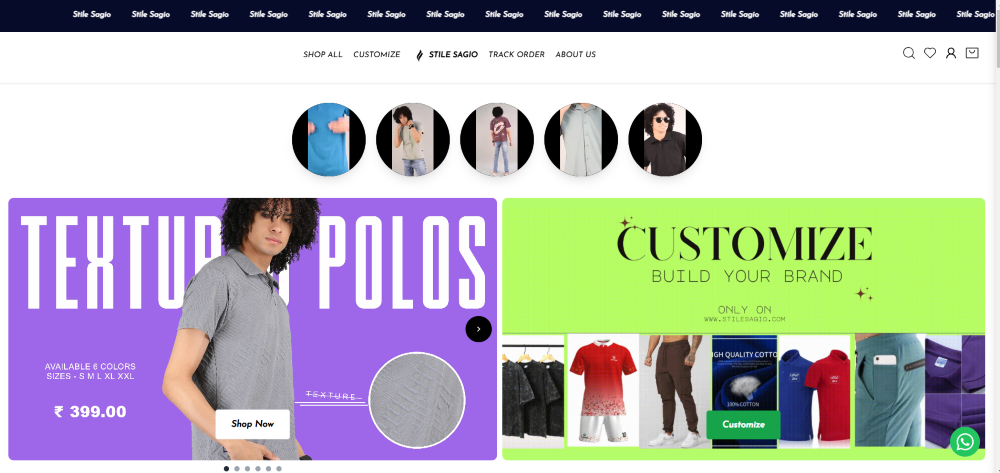 Stile Sagio Stile Sagio Stile Sagio Stile Sagio Stile Sagio Stile Sagio Stile Sagio Stile Sagio Stile Sagio Stile Sagio Stile Sagio Stile Sagio Stile Sagio Stile Sagio Stile Sagio Stile Sagio
SHOP ALL CUSTOMIZE STILE SAGIO TRACK ORDER ABOUT US
POLOS
AVAILABLE 6 COLORS
SIZES - S M L XL XXL
₹ 399.00
TEXTURE
Shop Now
CUSTOMIZE
BUILD YOUR BRAND
ONLY ON
WWW.STILESAGIO.COM
HIGH QUALITY COTTO
100%COTTON
Customize